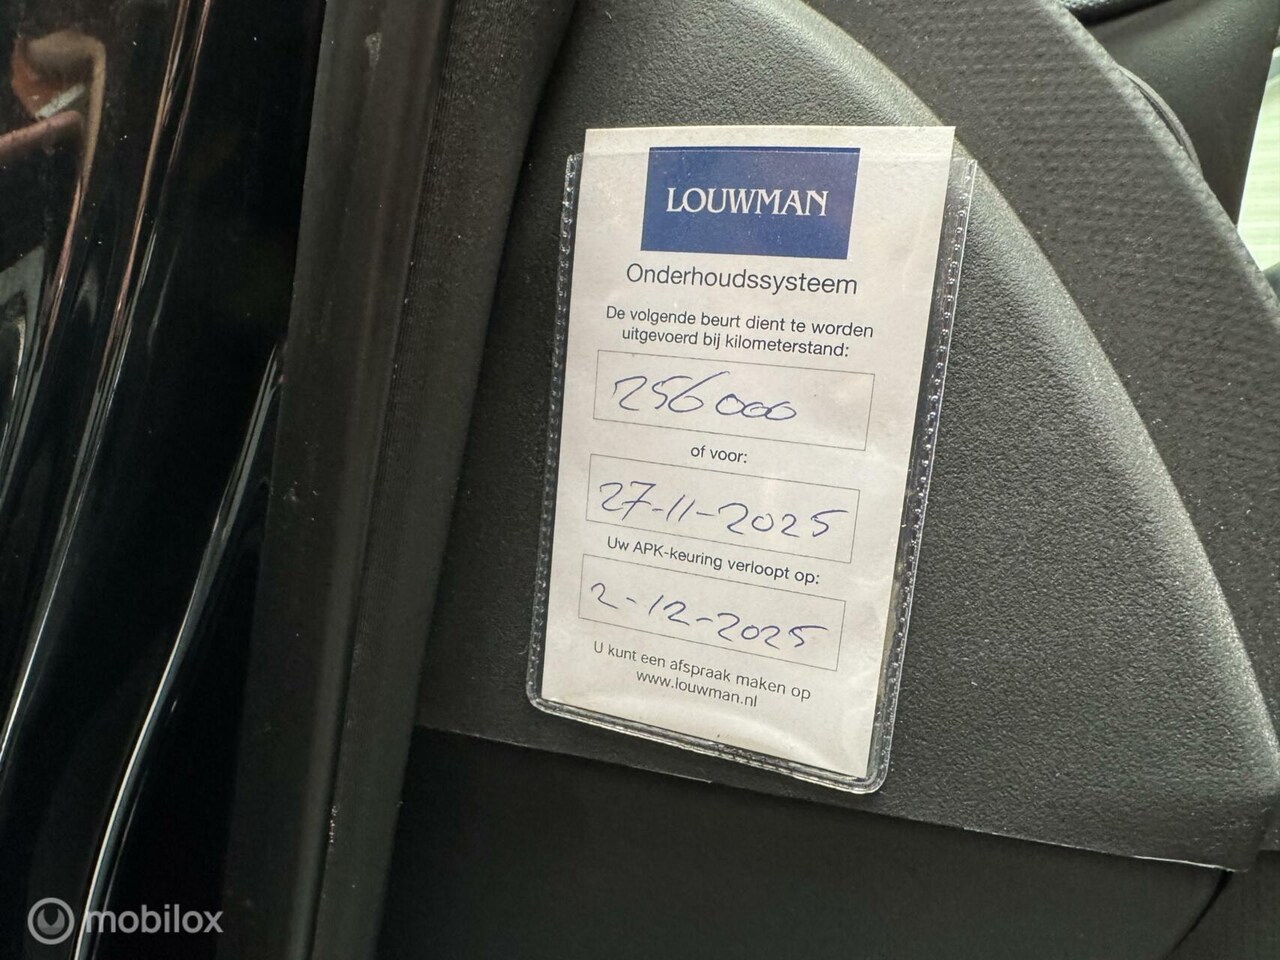 LOUWMAN
Onderhoudssysteem
De volgende beurt dient te worden
uitgevoerd bij kilometerstand:
256000
of voor:
27-11-2025
Uw APK-keuring verloopt op:
2-12-2025
U kunt een afspraak maken op
www.louwman.nl
mobilox